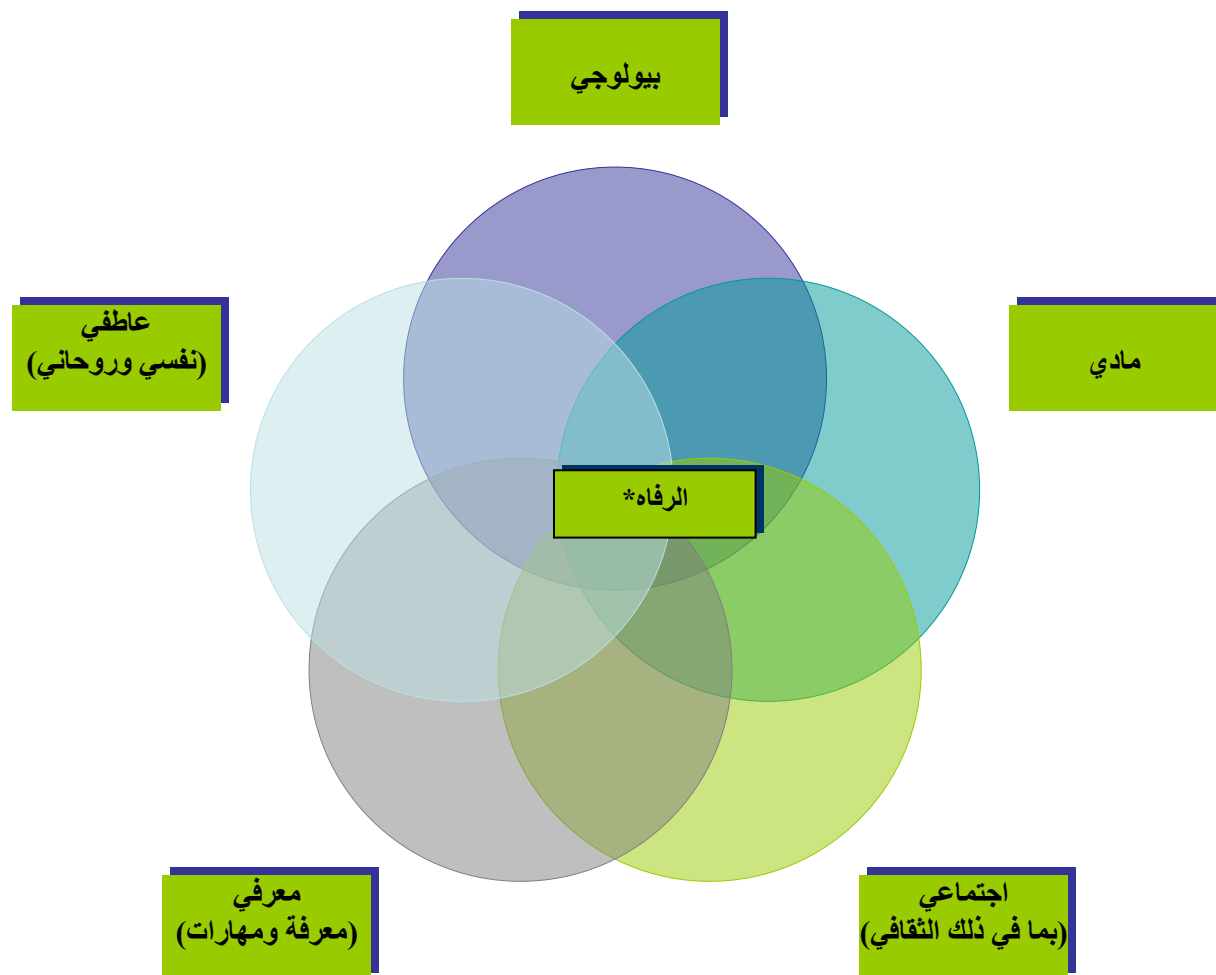 بيولوجي
عاطفي
(نفسي وروحاني)
مادي
الرفاه*
معرفي
(معرفة ومهارات)
اجتماعي
(بما في ذلك الثقافي)